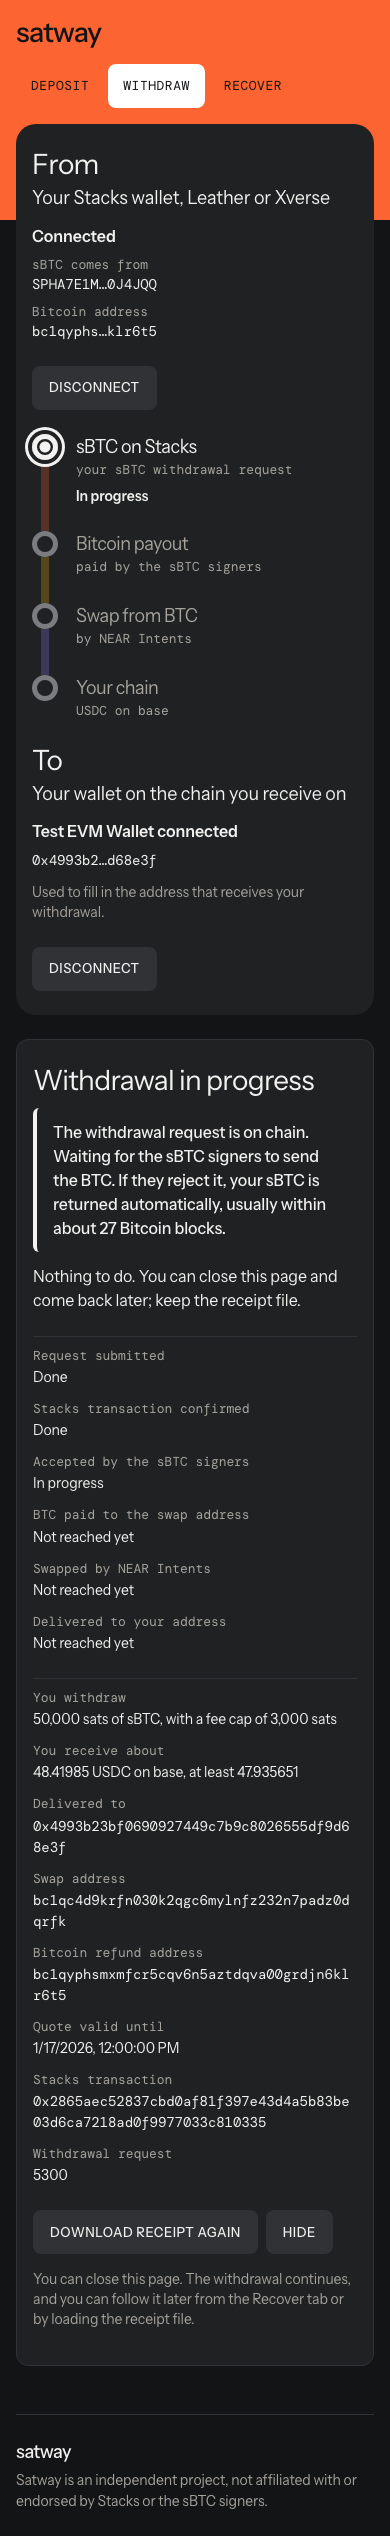 satway
DEPOSIT
WITHDRAW
RECOVER
From
Your Stacks wallet, Leather or Xverse
Connected
sBTC comes from
SPHA7E1M…0J4JQQ
Bitcoin address
bc1qyphs…klr6t5
DISCONNECT
sBTC on Stacks
your sBTC withdrawal request
In progress
Bitcoin payout
paid by the sBTC signers
Swap from BTC
by NEAR Intents
Your chain
USDC on base
To
Your wallet on the chain you receive on
Test EVM Wallet connected
0x4993b2…d68e3f
Used to fill in the address that receives your
withdrawal.
DISCONNECT
Withdrawal in progress
The withdrawal request is on chain.
Waiting for the sBTC signers to send
the BTC. If they reject it, your sBTC is
returned automatically, usually within
about 27 Bitcoin blocks.
Nothing to do. You can close this page and
come back later; keep the receipt file.
Request submitted
Done
Stacks transaction confirmed
Done
Accepted by the sBTC signers
In progress
BTC paid to the swap address
Not reached yet
Swapped by NEAR Intents
Not reached yet
Delivered to your address
Not reached yet
You withdraw
50,000 sats of sBTC, with a fee cap of 3,000 sats
You receive about
48.41985 USDC on base, at least 47.935651
Delivered to
0x4993b23bf0690927449c7b9c8026555df9d6
8e3f
Swap address
bc1qc4d9krfn030k2qgc6mylnfz232n7padz0d
qrfk
Bitcoin refund address
bc1qyphsmxmfcr5cqv6n5aztdqva00grdjn6kl
r6t5
Quote valid until
1/17/2026, 12:00:00 PM
Stacks transaction
0x2865aec52837cbd0af81f397e43d4a5b83be
03d6ca7218ad0f9977033c810335
Withdrawal request
5300
DOWNLOAD RECEIPT AGAIN
HIDE
You can close this page. The withdrawal continues,
and you can follow it later from the Recover tab or
by loading the receipt file.
satway
Satway is an independent project, not affiliated with or
endorsed by Stacks or the sBTC signers.